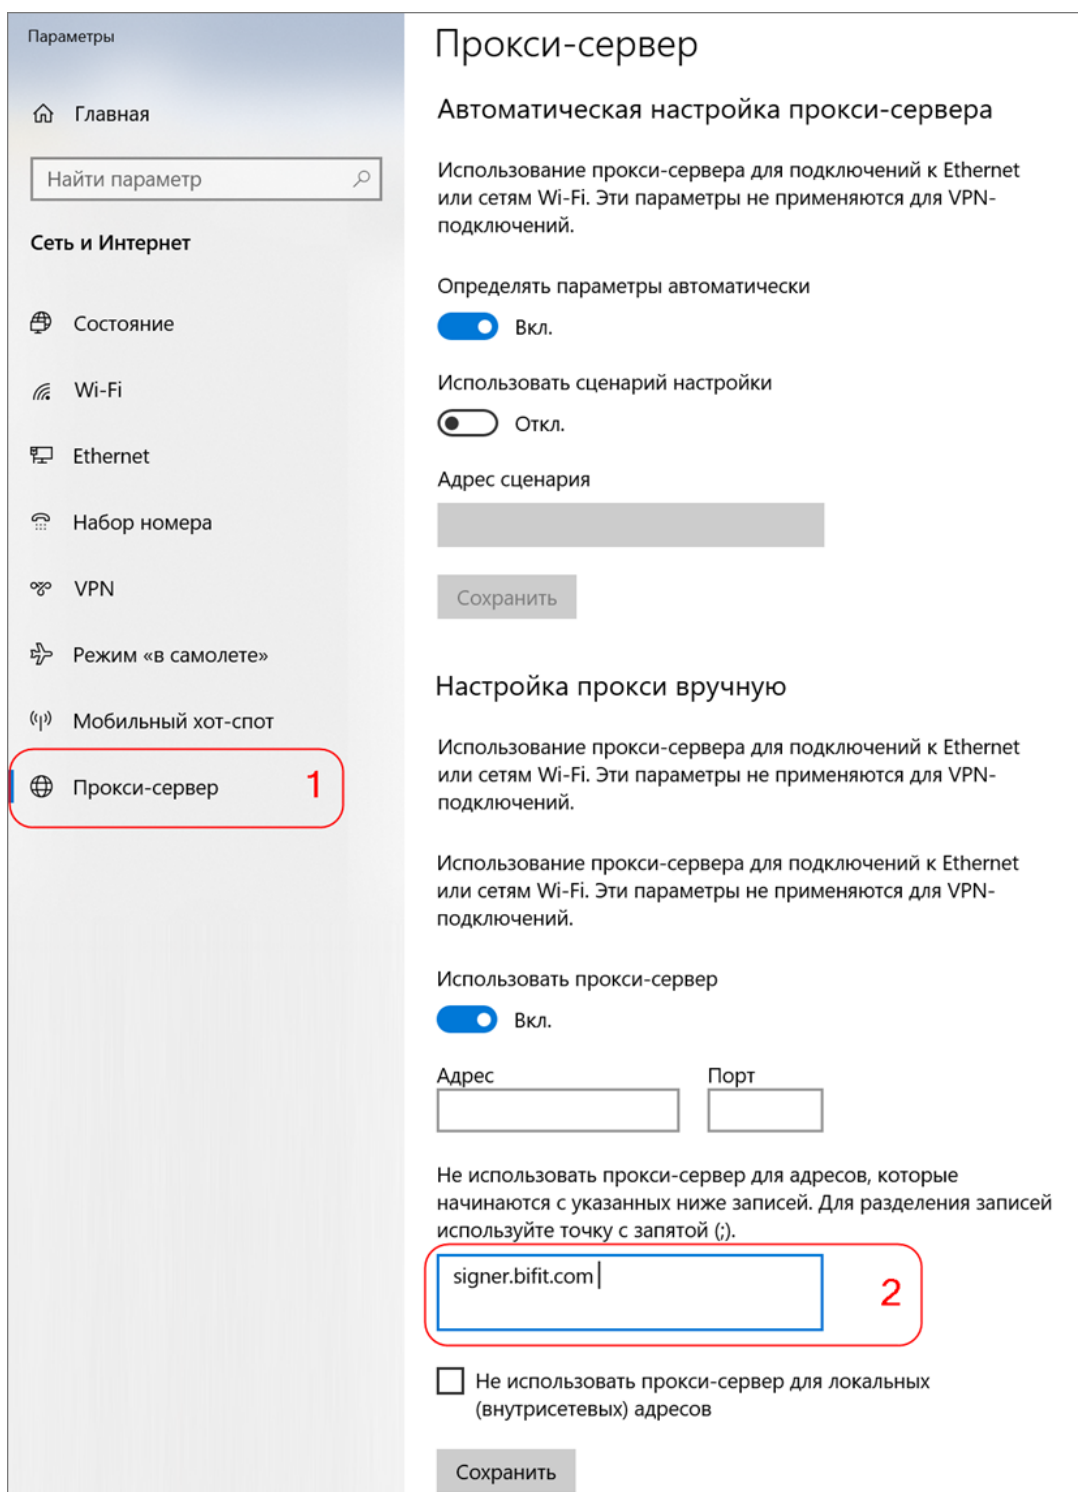 Параметры
Главная
Найти параметр
Сеть и Интернет
Состояние
Wi-Fi
Ethernet
Набор номера
VPN
Режим «в самолете»
Мобильный хот-спот
Прокси-сервер
1
Прокси-сервер
Автоматическая настройка прокси-сервера
Использование прокси-сервера для подключений к Ethernet
или сетям Wi-Fi. Эти параметры не применяются для VPN-
подключений.
Определять параметры автоматически
Вкл.
Использовать сценарий настройки
Откл.
Адрес сценария
Сохранить
Настройка прокси вручную
Использование прокси-сервера для подключений к Ethernet
или сетям Wi-Fi. Эти параметры не применяются для VPN-
подключений.
Использование прокси-сервера для подключений к Ethernet
или сетям Wi-Fi. Эти параметры не применяются для VPN-
подключений.
Использовать прокси-сервер
Вкл.
Адрес Порт
Не использовать прокси-сервер для адресов, которые
начинаются с указанных ниже записей. Для разделения записей
используйте точку с запятой (;).
signer.bifit.com
2
Не использовать прокси-сервер для локальных
(внутрисетевых) адресов
Сохранить